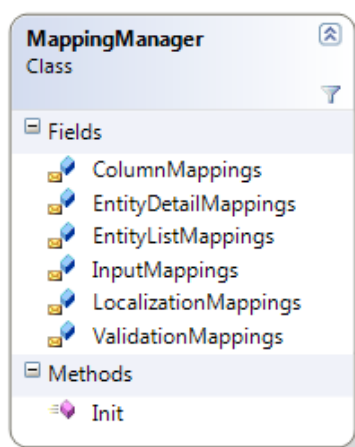 MappingManager
Class
Fields
ColumnMappings
EntityDetailMappings
EntityListMappings
InputMappings
LocalizationMappings
ValidationMappings
Methods
Init